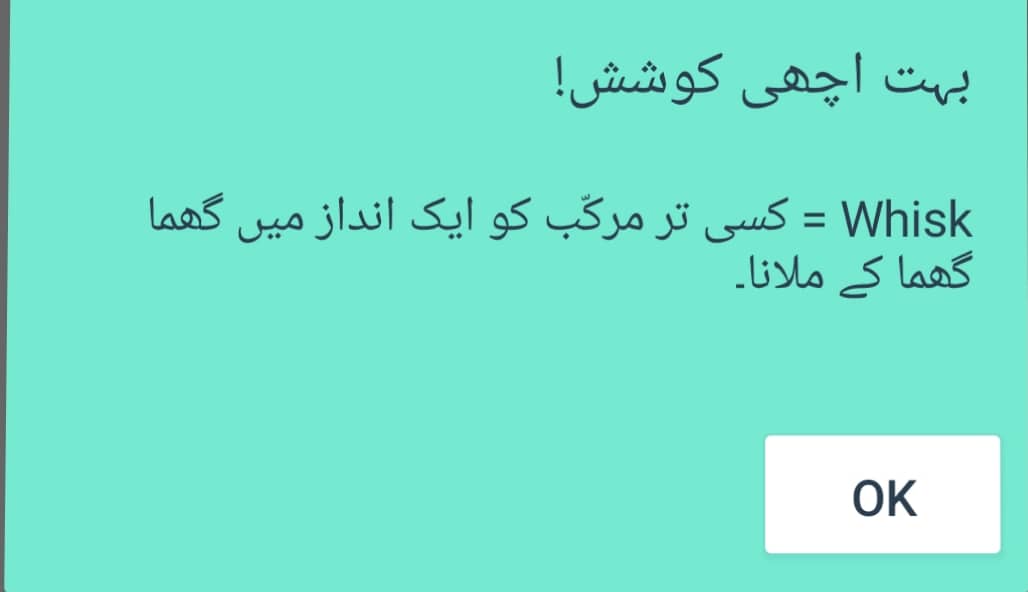 بہت اچھی کوشش!
Whisk = کسی تر مرکّب کو ایک انداز میں گھما
گھما کے ملانا۔
OK